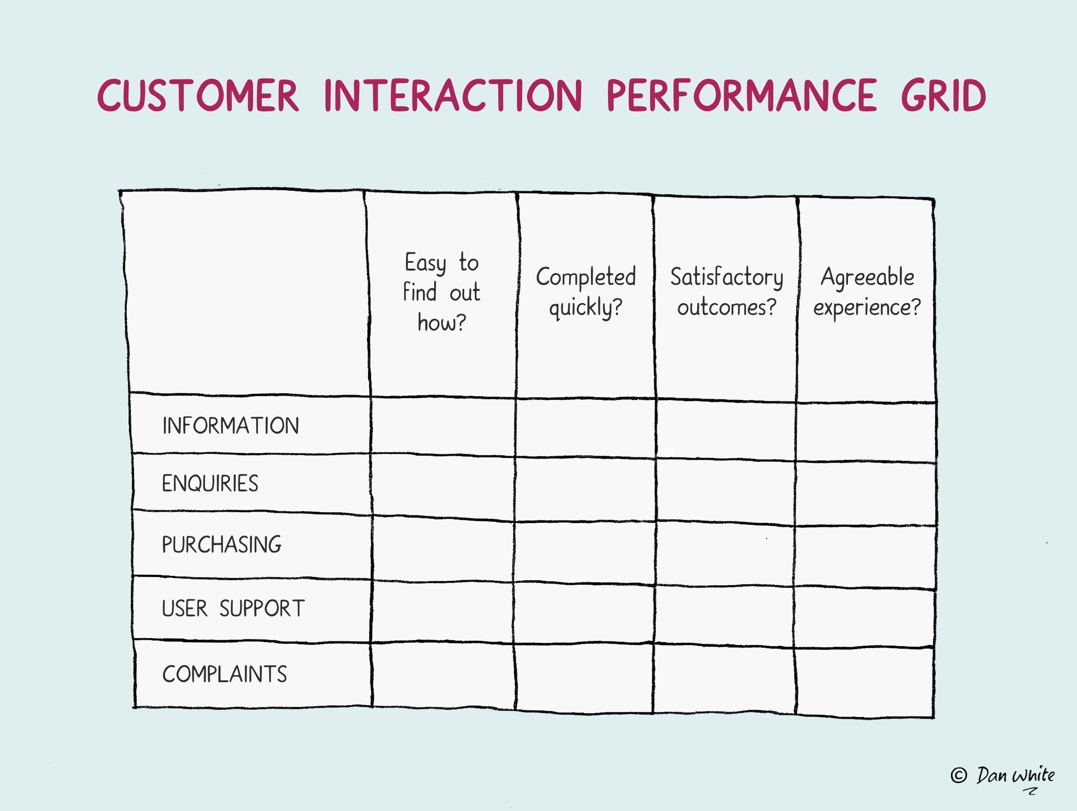 CUSTOMER INTERACTION PERFORMANCE GRID
Easy to
find out
how?
Completed
quickly?
Satisfactory
outcomes?
Agreeable
experience?
INFORMATION
ENQUIRIES
PURCHASING
USER SUPPORT
COMPLAINTS
© Dan White